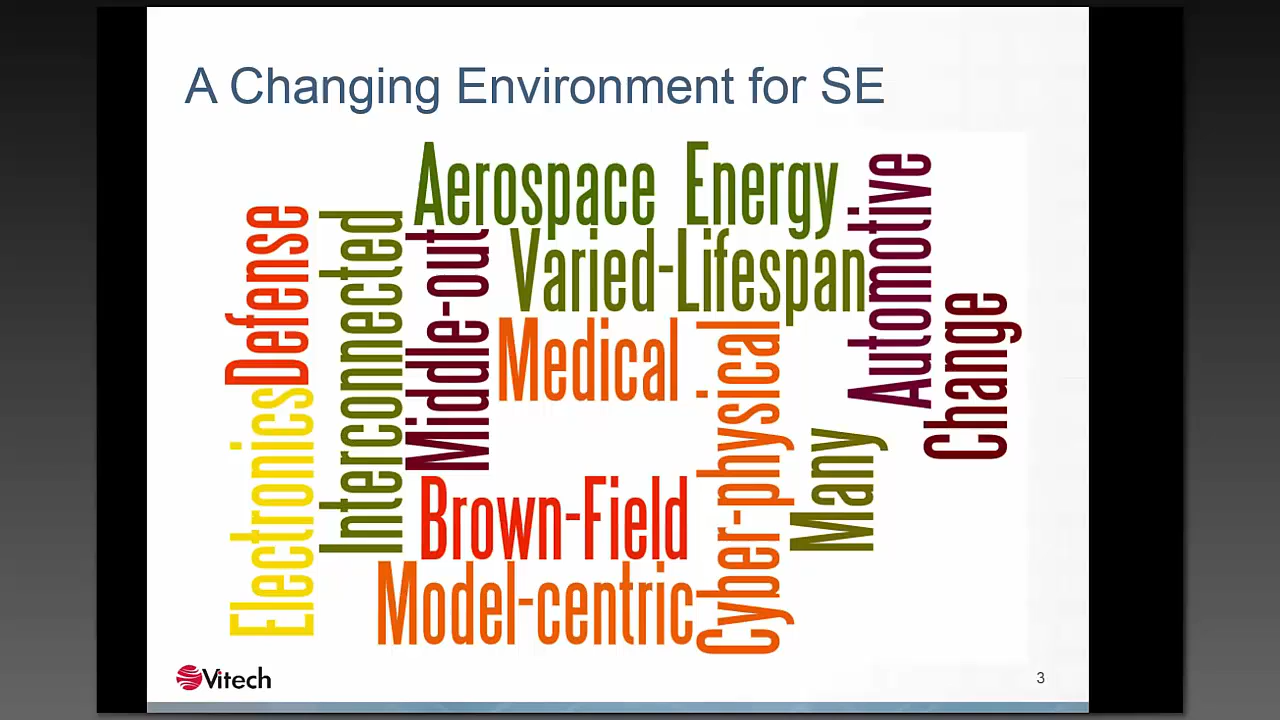 A Changing Environment for SE
Aerospace
Energy
Varied-Lifespan
Defense
Electronics
Interconnected
Middle-out
Medical
Cyber-physical
Automotive
Change
Many
Brown-Field
Model-centric
Vitech
3